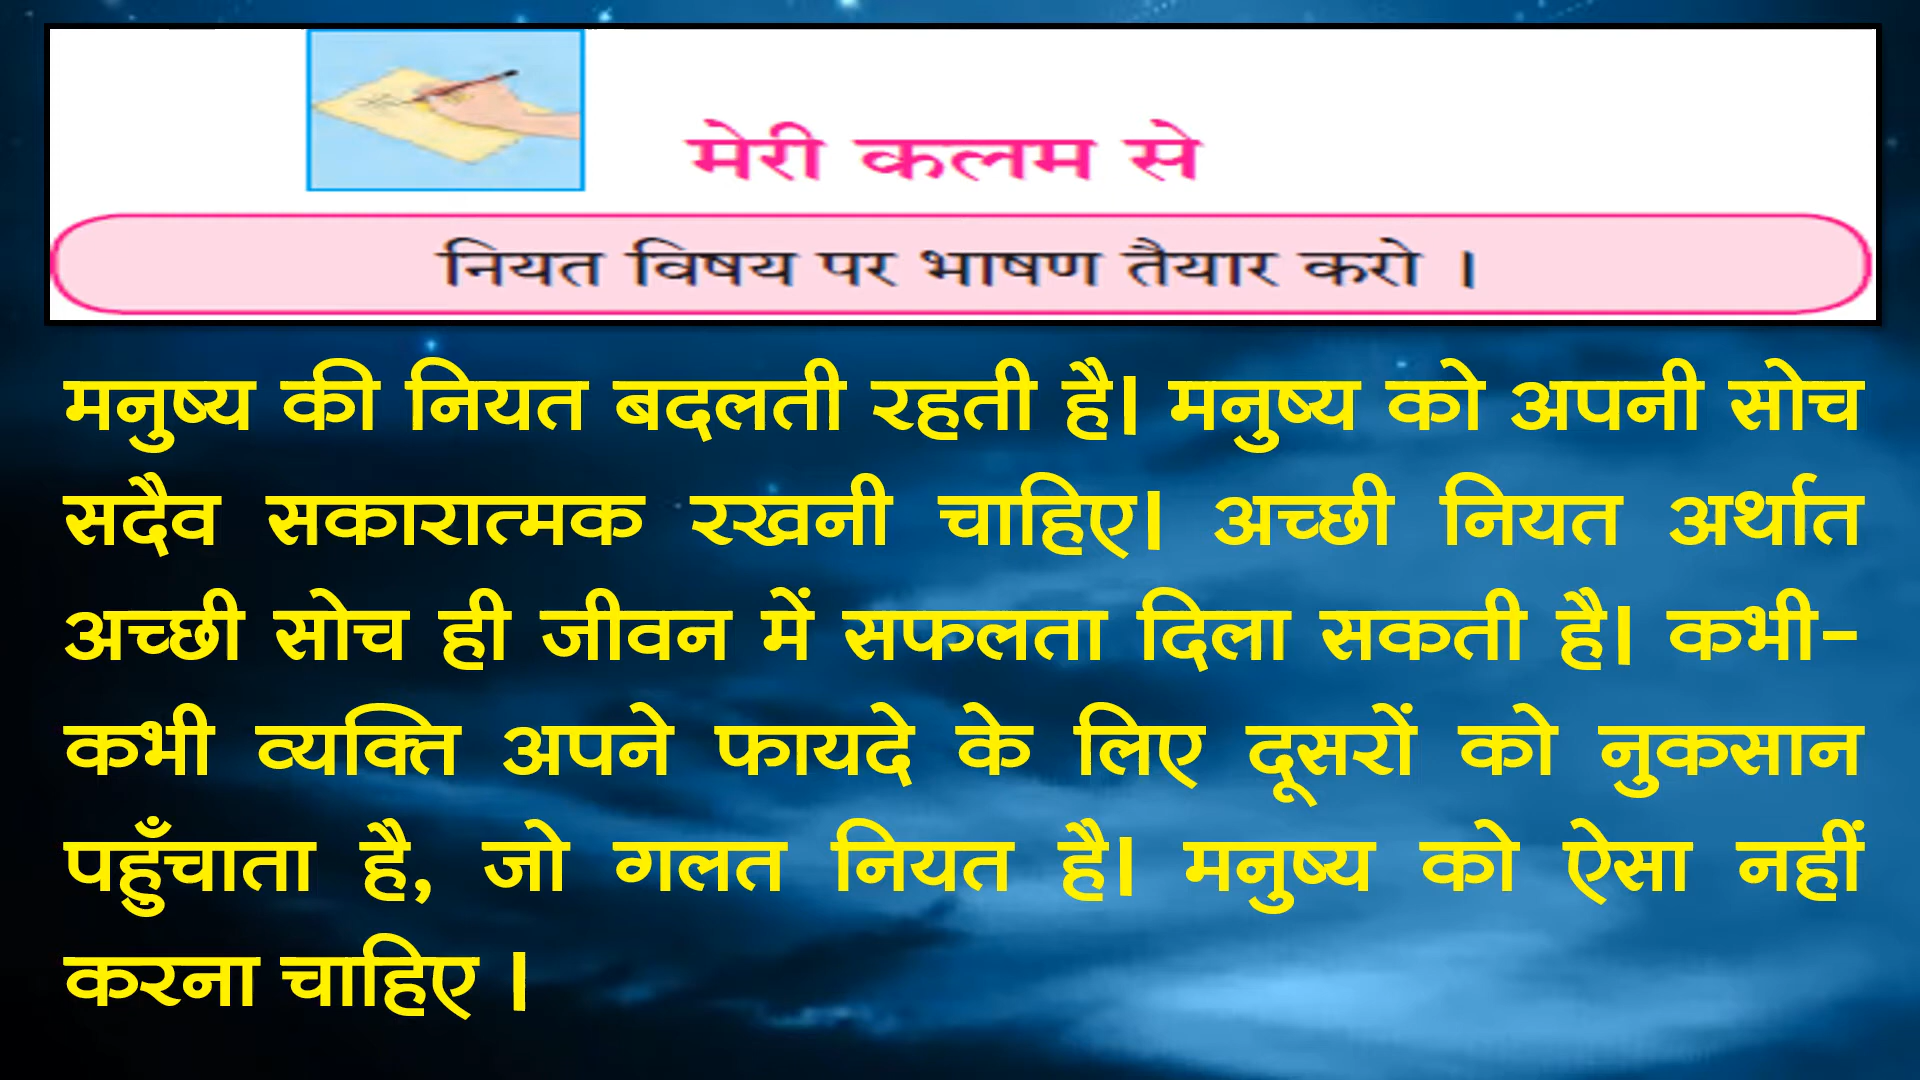 मेरी कलम से
नियत विषय पर भाषण तैयार करो ।
मनुष्य की नियत बदलती रहती है। मनुष्य को अपनी सोच
सदैव सकारात्मक रखनी चाहिए। अच्छी नियत अर्थात
अच्छी सोच ही जीवन में सफलता दिला सकती है। कभी-
कभी व्यक्ति अपने फायदे के लिए दूसरों को नुकसान
पहुँचाता है, जो गलत नियत है। मनुष्य को ऐसा नहीं
करना चाहिए ।